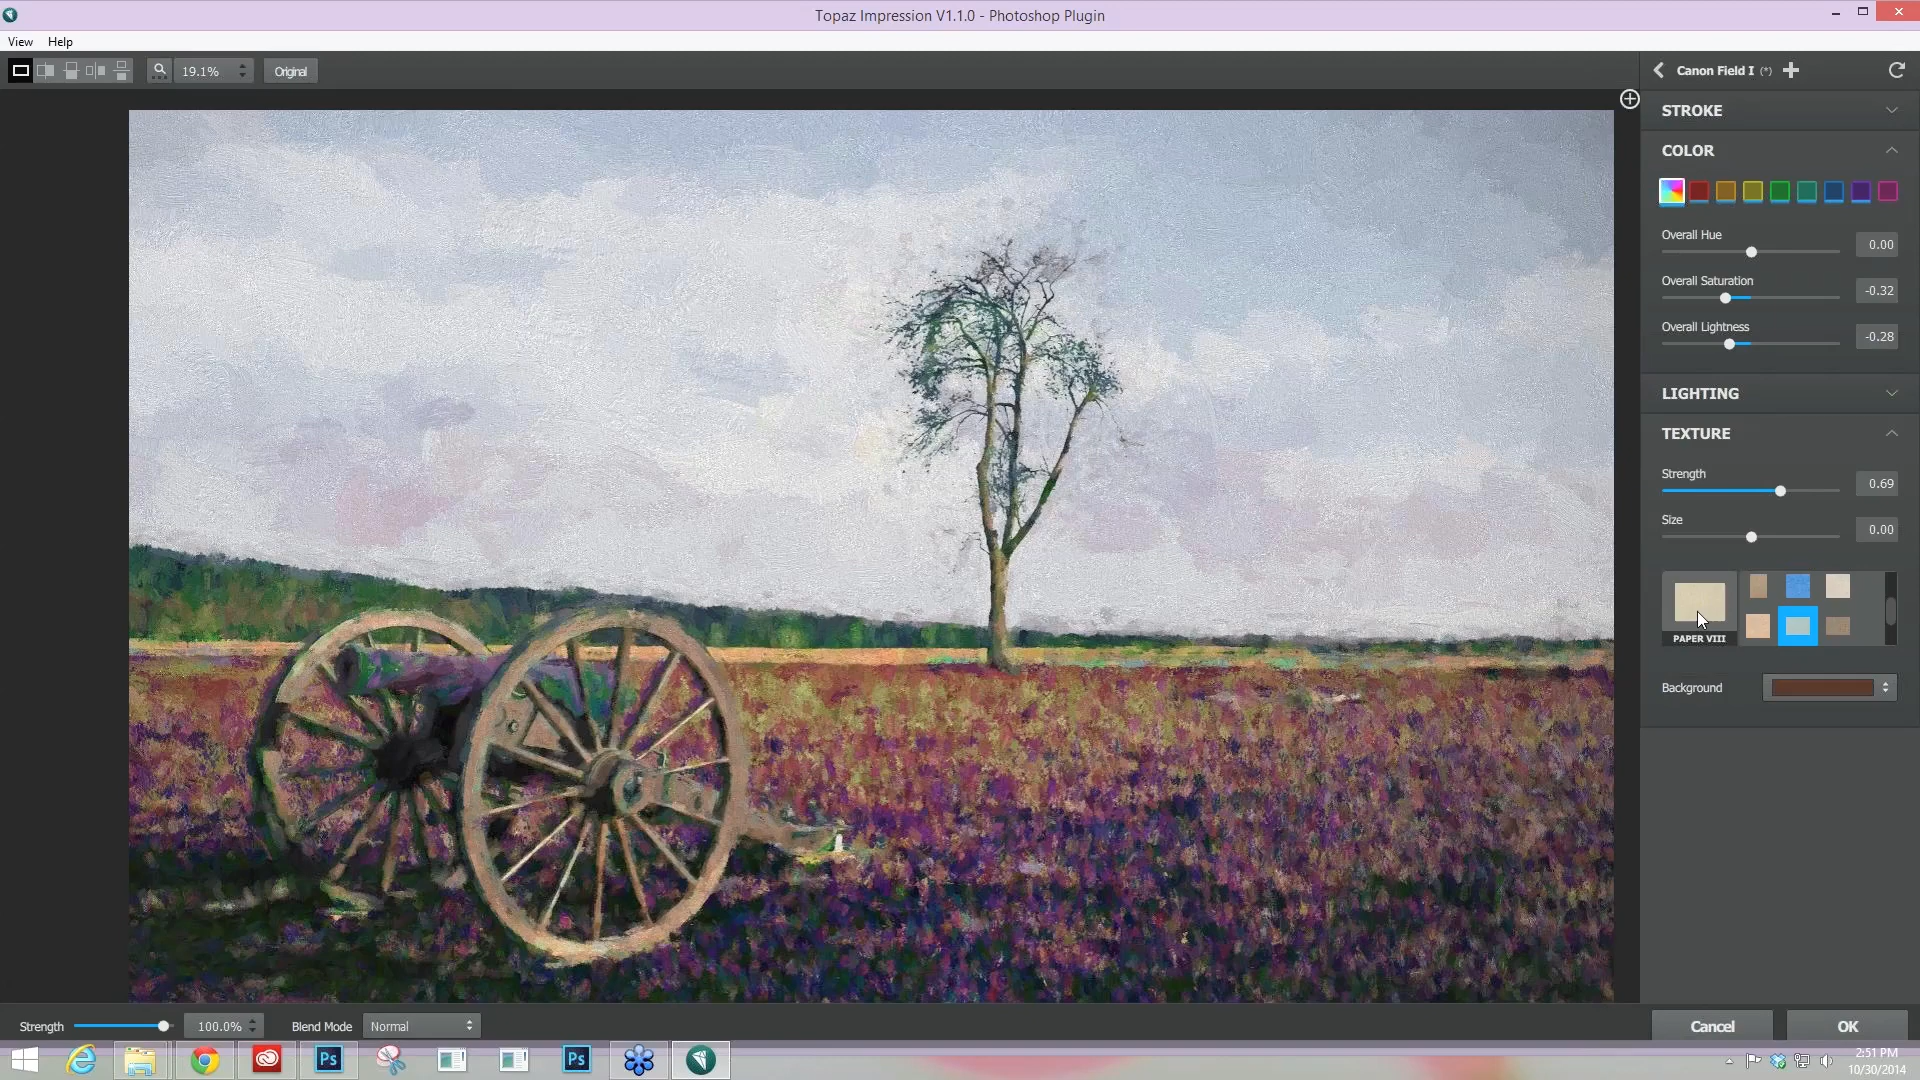 Topaz Impression V1.1.0 - Photoshop Plugin
View Help
19.1% Original
Canon Field I (*)
STROKE
COLOR
Overall Hue
0.00
Overall Saturation
-0.32
Overall Lightness
-0.28
LIGHTING
TEXTURE
Strength
0.69
Size
0.00
PAPER VIII
Background
Strength 100.0% Blend Mode Normal
Cancel OK
Ps Ps
2:51 PM
10/30/2014